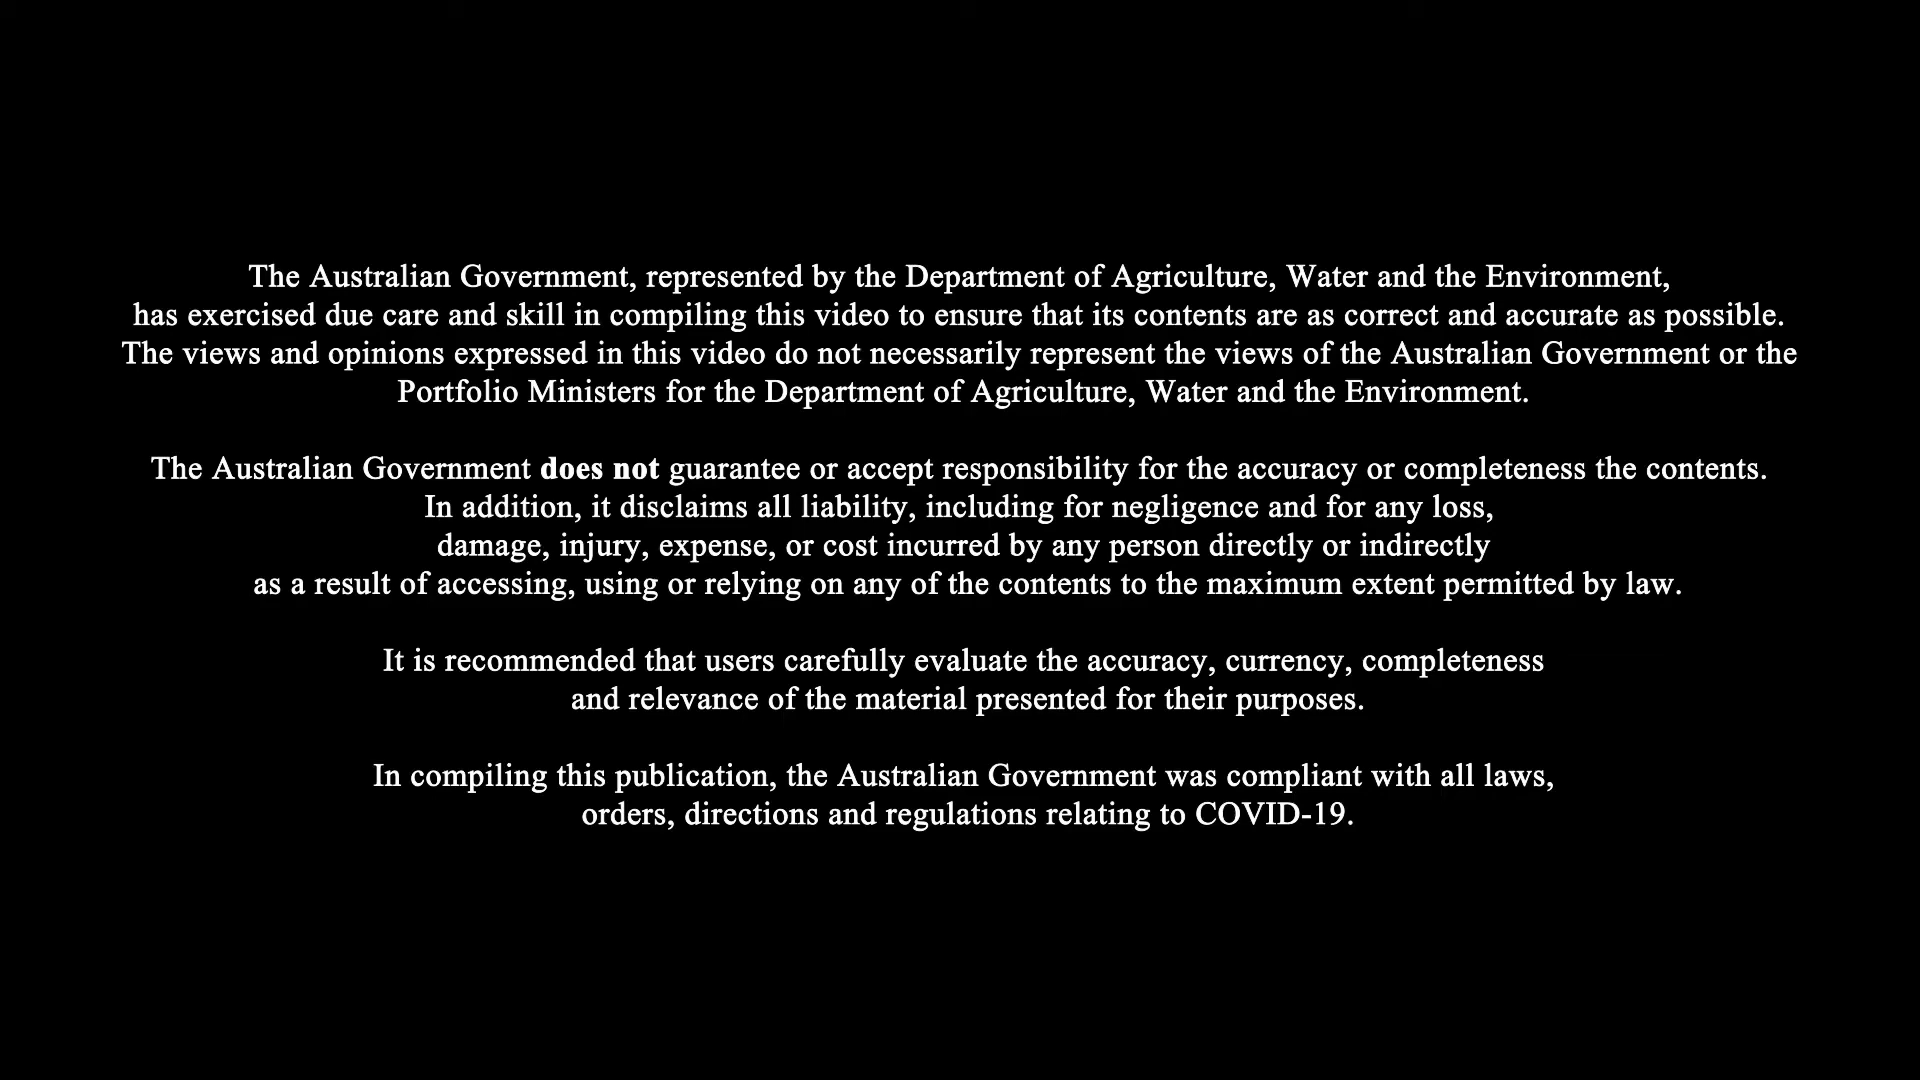 The Australian Government, represented by the Department of Agriculture, Water and the Environment,
has exercised due care and skill in compiling this video to ensure that its contents are as correct and accurate as possible.
The views and opinions expressed in this video do not necessarily represent the views of the Australian Government or the
Portfolio Ministers for the Department of Agriculture, Water and the Environment.
The Australian Government does not guarantee or accept responsibility for the accuracy or completeness the contents.
In addition, it disclaims all liability, including for negligence and for any loss,
damage, injury, expense, or cost incurred by any person directly or indirectly
as a result of accessing, using or relying on any of the contents to the maximum extent permitted by law.
It is recommended that users carefully evaluate the accuracy, currency, completeness
and relevance of the material presented for their purposes.
In compiling this publication, the Australian Government was compliant with all laws,
orders, directions and regulations relating to COVID-19.